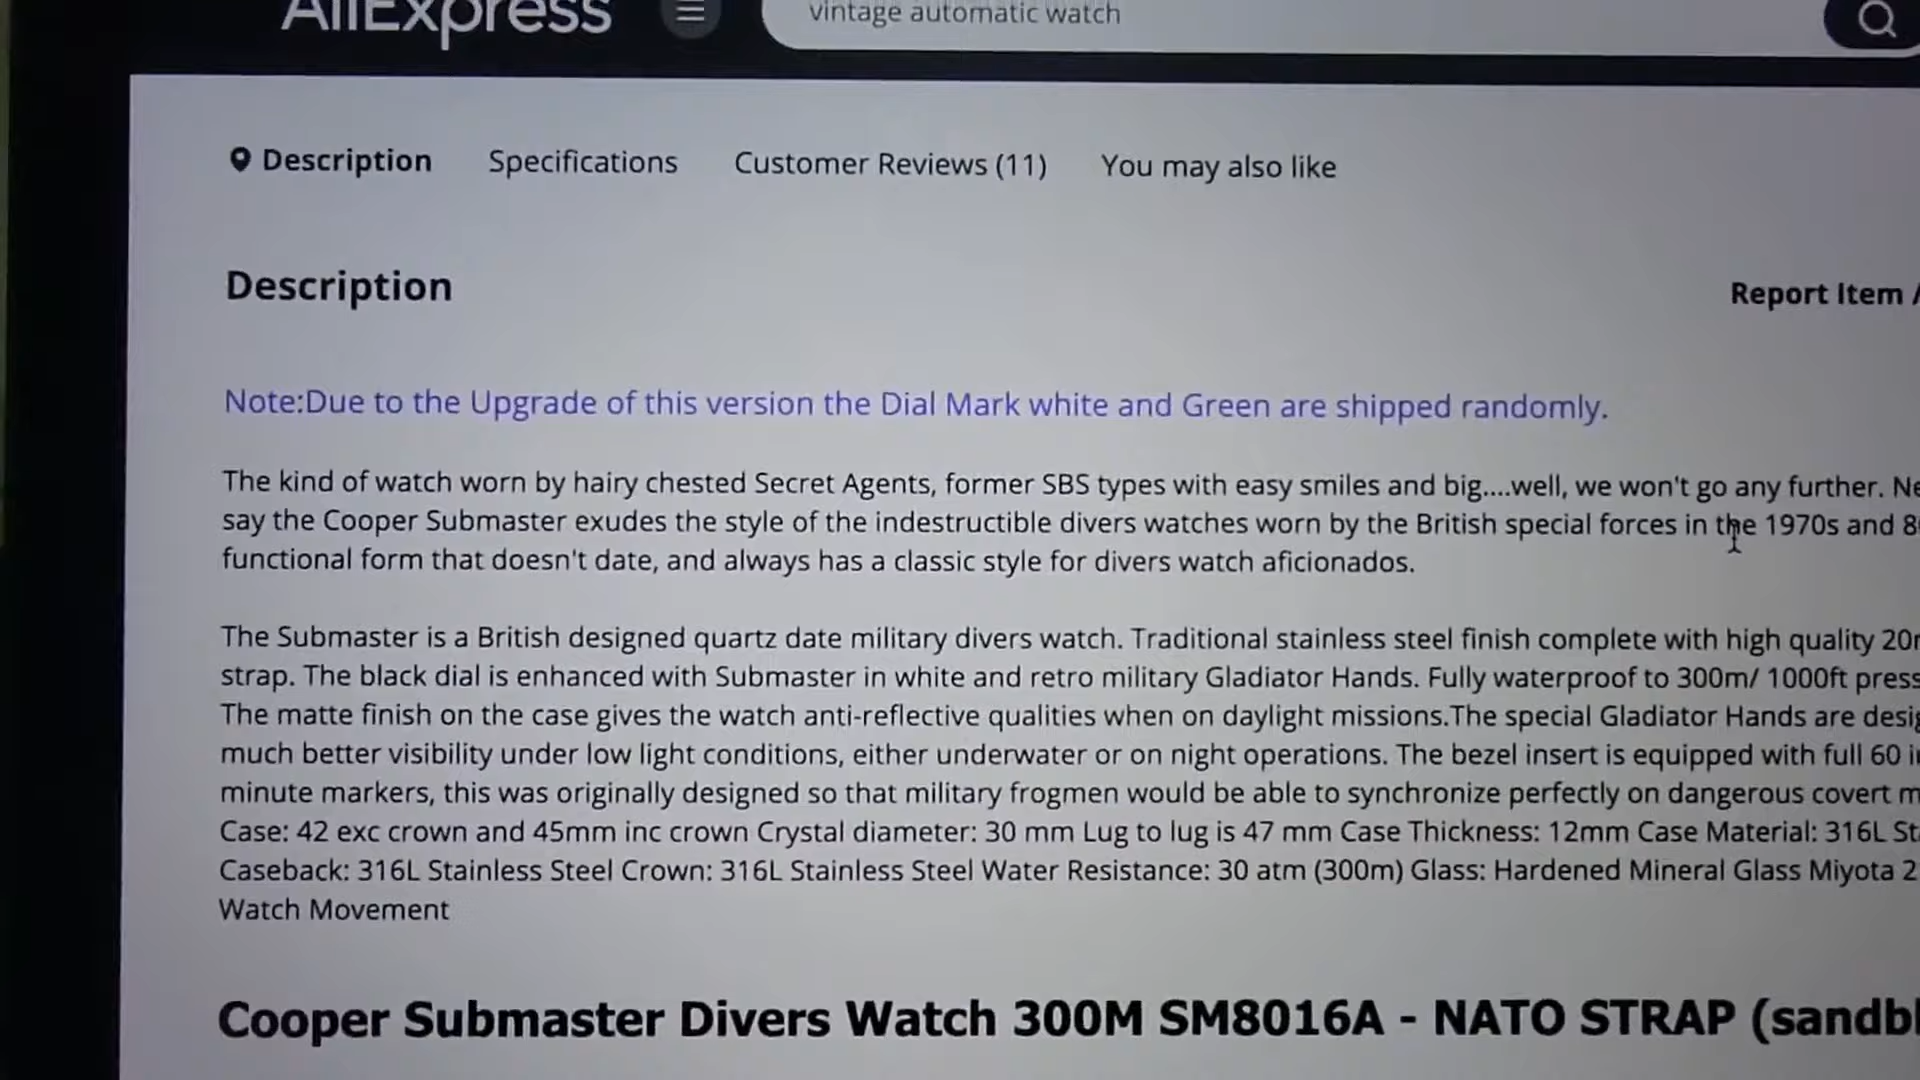 AliExpress
vintage automatic watch
Description Specifications Customer Reviews (11) You may also like
Description
Report Item
Note:Due to the Upgrade of this version the Dial Mark white and Green are shipped randomly.
The kind of watch worn by hairy chested Secret Agents, former SBS types with easy smiles and big....well, we won't go any further.
say the Cooper Submaster exudes the style of the indestructible divers watches worn by the British special forces in the 1970s and
functional form that doesn't date, and always has a classic style for divers watch aficionados.
The Submaster is a British designed quartz date military divers watch. Traditional stainless steel finish complete with high quality
strap. The black dial is enhanced with Submaster in white and retro military Gladiator Hands. Fully waterproof to 300m/ 1000ft
The matte finish on the case gives the watch anti-reflective qualities when on daylight missions.The special Gladiator Hands are
much better visibility under low light conditions, either underwater or on night operations. The bezel insert is equipped with full 60
minute markers, this was originally designed so that military frogmen would be able to synchronize perfectly on dangerous covert
Case: 42 exc crown and 45mm inc crown Crystal diameter: 30 mm Lug to lug is 47 mm Case Thickness: 12mm Case Material: 316L
Caseback: 316L Stainless Steel Crown: 316L Stainless Steel Water Resistance: 30 atm (300m) Glass: Hardened Mineral Glass Miyota
Watch Movement
Cooper Submaster Divers Watch 300M SM8016A - NATO STRAP